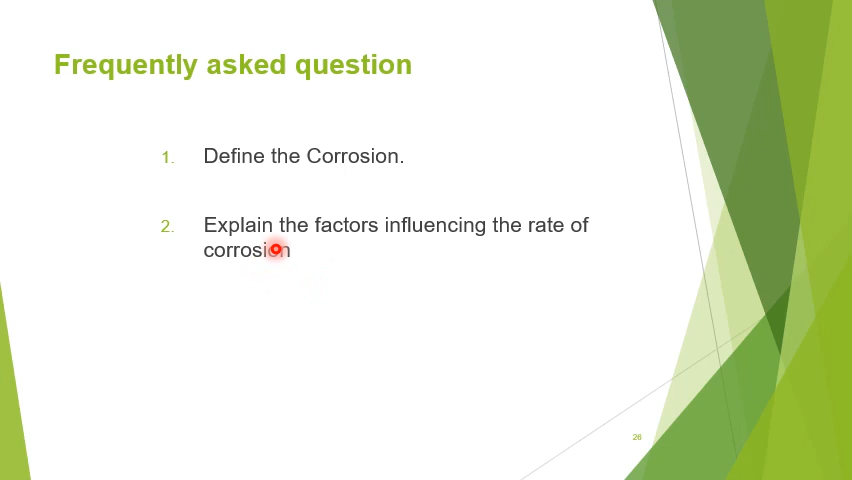 Frequently asked question
1. Define the Corrosion.
2. Explain the factors influencing the rate of
corrosion
26